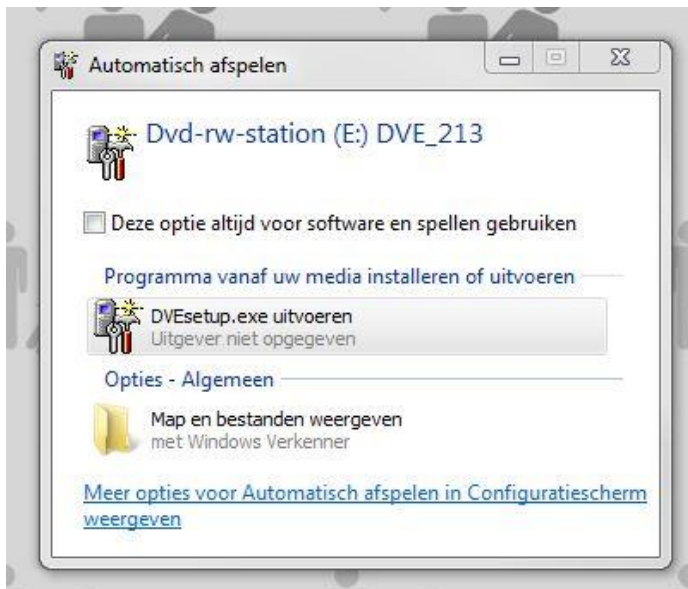 Automatisch afspelen
Dvd-rw-station (E:) DVE_213
Deze optie altijd voor software en spellen gebruiken
Programma vanaf uw media installeren of uitvoeren
DVEsetup.exe uitvoeren
Uitgever niet opgegeven
Opties - Algemeen
Map en bestanden weergeven
met Windows Verkenner
Meer opties voor Automatisch afspelen in Configuratiescherm
weergeven